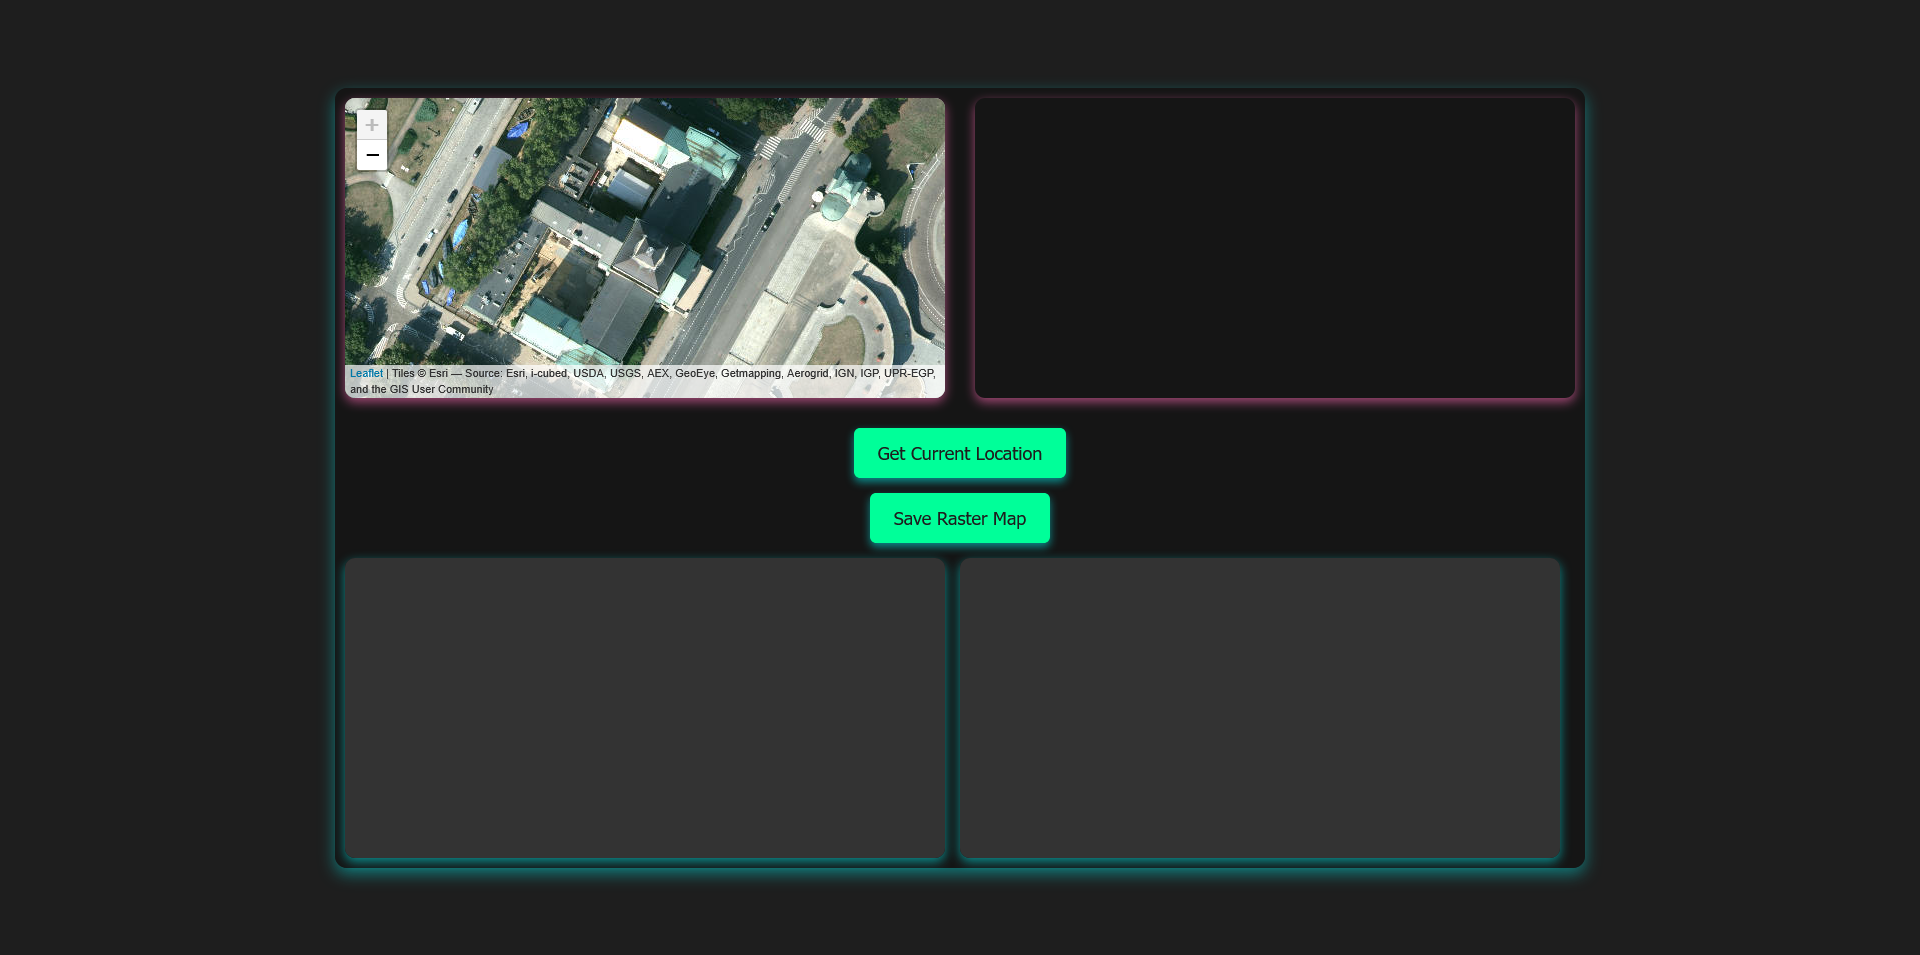 +
−
Leaflet | Tiles © Esri — Source: Esri, i-cubed, USDA, USGS, AEX, GeoEye, Getmapping, Aerogrid, IGN, IGP, UPR-EGP,
and the GIS User Community
Get Current Location
Save Raster Map